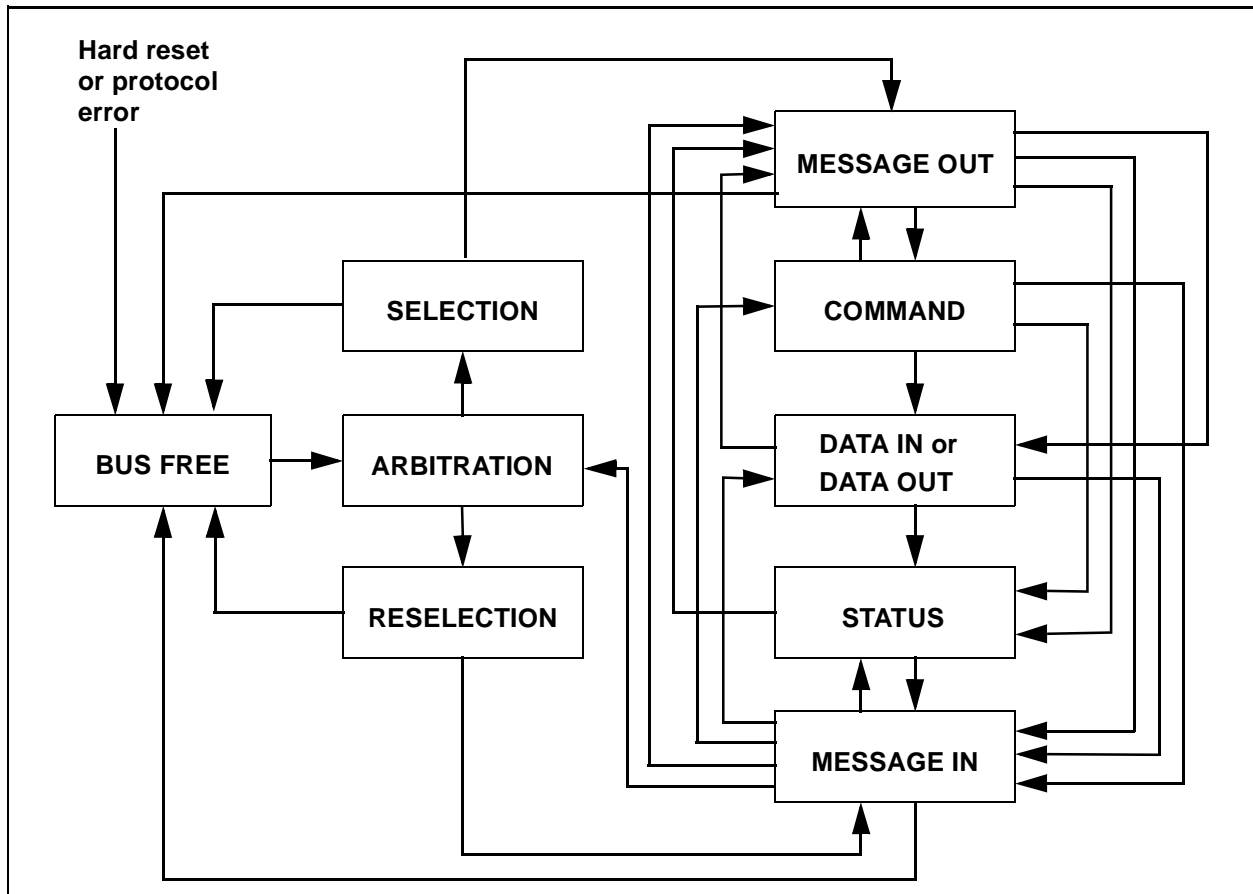 Hard reset
or protocol
error
MESSAGE OUT
SELECTION
COMMAND
BUS FREE
ARBITRATION
DATA IN or
DATA OUT
RESELECTION
STATUS
MESSAGE IN